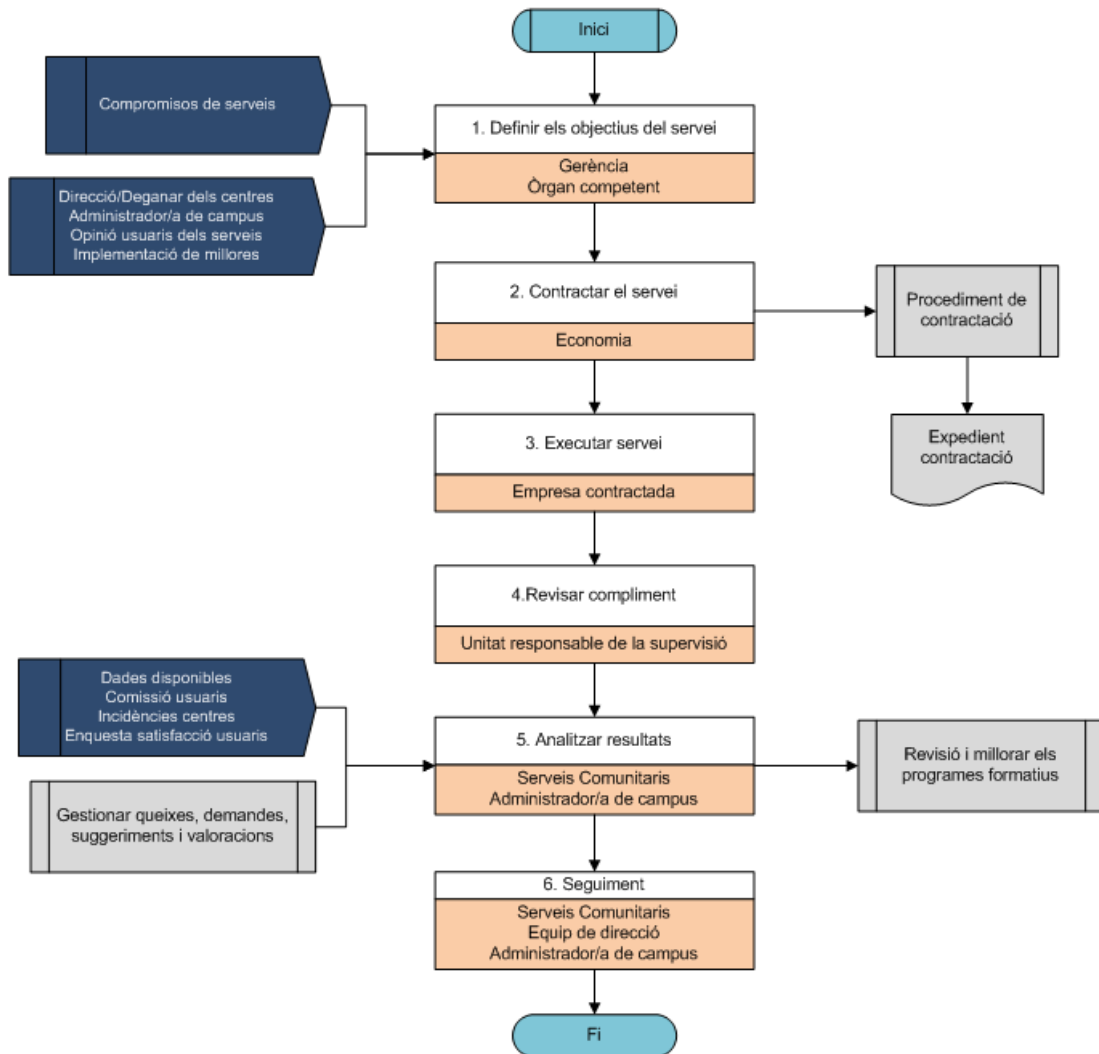 Inici
Compromisos de serveis
1. Definir els objectius del servei
Gerència
Òrgan competent
Direcció/Deganar dels centres
Administrador/a de campus
Opinió usuaris dels serveis
Implementació de millores
2. Contractar el servei
Economia
Procediment de
contractació
Expedient
contractació
3. Executar servei
Empresa contractada
4.Revisar compliment
Unitat responsable de la supervisió
Dades disponibles
Comissió usuaris
Incidències centres
Enquesta satisfacció usuaris
Gestionar queixes, demandes,
suggeriments i valoracions
5. Analitzar resultats
Serveis Comunitaris
Administrador/a de campus
Revisió i millorar els
programes formatius
6. Seguiment
Serveis Comunitaris
Equip de direcció
Administrador/a de campus
Fi